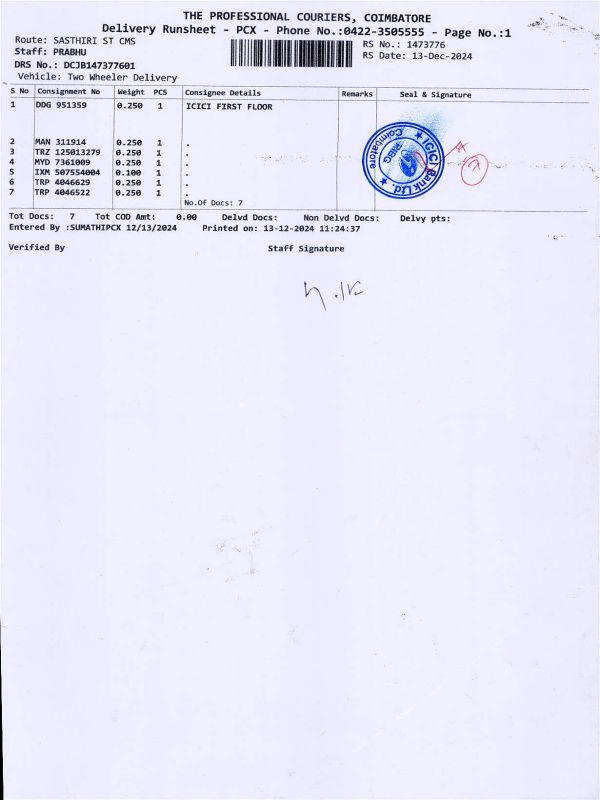 THE PROFESSIONAL COURIERS, COIMBATORE
Delivery Runsheet - PCX - Phone No.:0422-3505555 - Page No.:1
Route: SASTHIRI ST CMS RS No.: 1473776
Staff: PRABHU RS Date: 13-Dec-2024
DRS No.: DCJB147377601
Vehicle: Two Wheeler Delivery
S No Consignment No Weight PCS Consignee Details Remarks Seal & Signature
1 DDG 951359 0.250 1 ICICI FIRST FLOOR
2 MAN 311914 0.250 1 .
3 TRZ 125013279 0.250 1 .
4 MYD 7361009 0.250 1 .
5 IXM 507554004 0.100 1 .
6 TRP 4046629 0.250 1 .
7 TRP 4046522 0.250 1 .
ICICI Bank Ltd.
Coimbatore
RIBG
7
No.Of Docs: 7
Tot Docs: 7 Tot COD Amt: 0.00 Delvd Docs: Non Delvd Docs: Delvy pts:
Entered By :SUMATHIPCX 12/13/2024 Printed on: 13-12-2024 11:24:37
Verified By Staff Signature